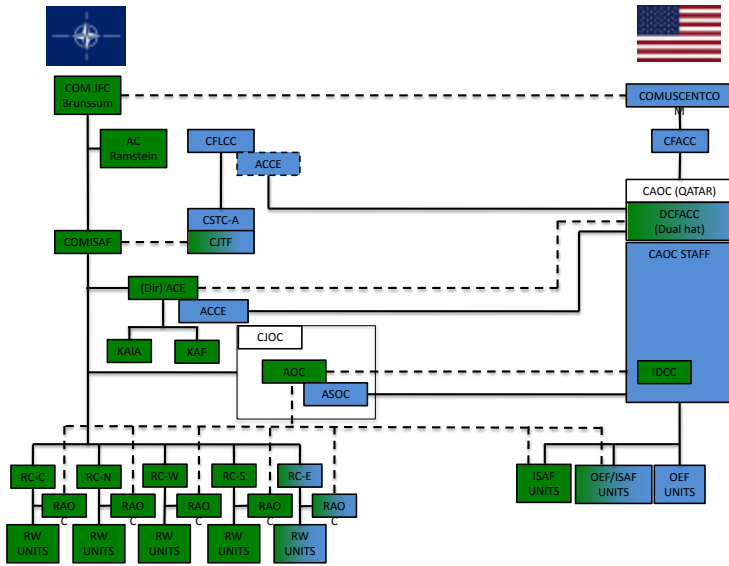 COM JFC
Brunssum
COMUSCENTCO
M
AC
Ramstein
CFLCC
CFACC
ACCE
CAOC (QATAR)
CSTC-A
DCFACC
(Dual hat)
COMISAF
CJTF
CAOC STAFF
(Dir) ACE
ACCE
CJOC
KAIA
KAF
AOC
IDCC
ASOC
RC-C
RC-N
RC-W
RC-S
RC-E
ISAF
UNITS
OEF/ISAF
UNITS
OEF
UNITS
RAO
C
RAO
C
RAO
C
RAO
C
RAO
C
RW
UNITS
RW
UNITS
RW
UNITS
RW
UNITS
RW
UNITS